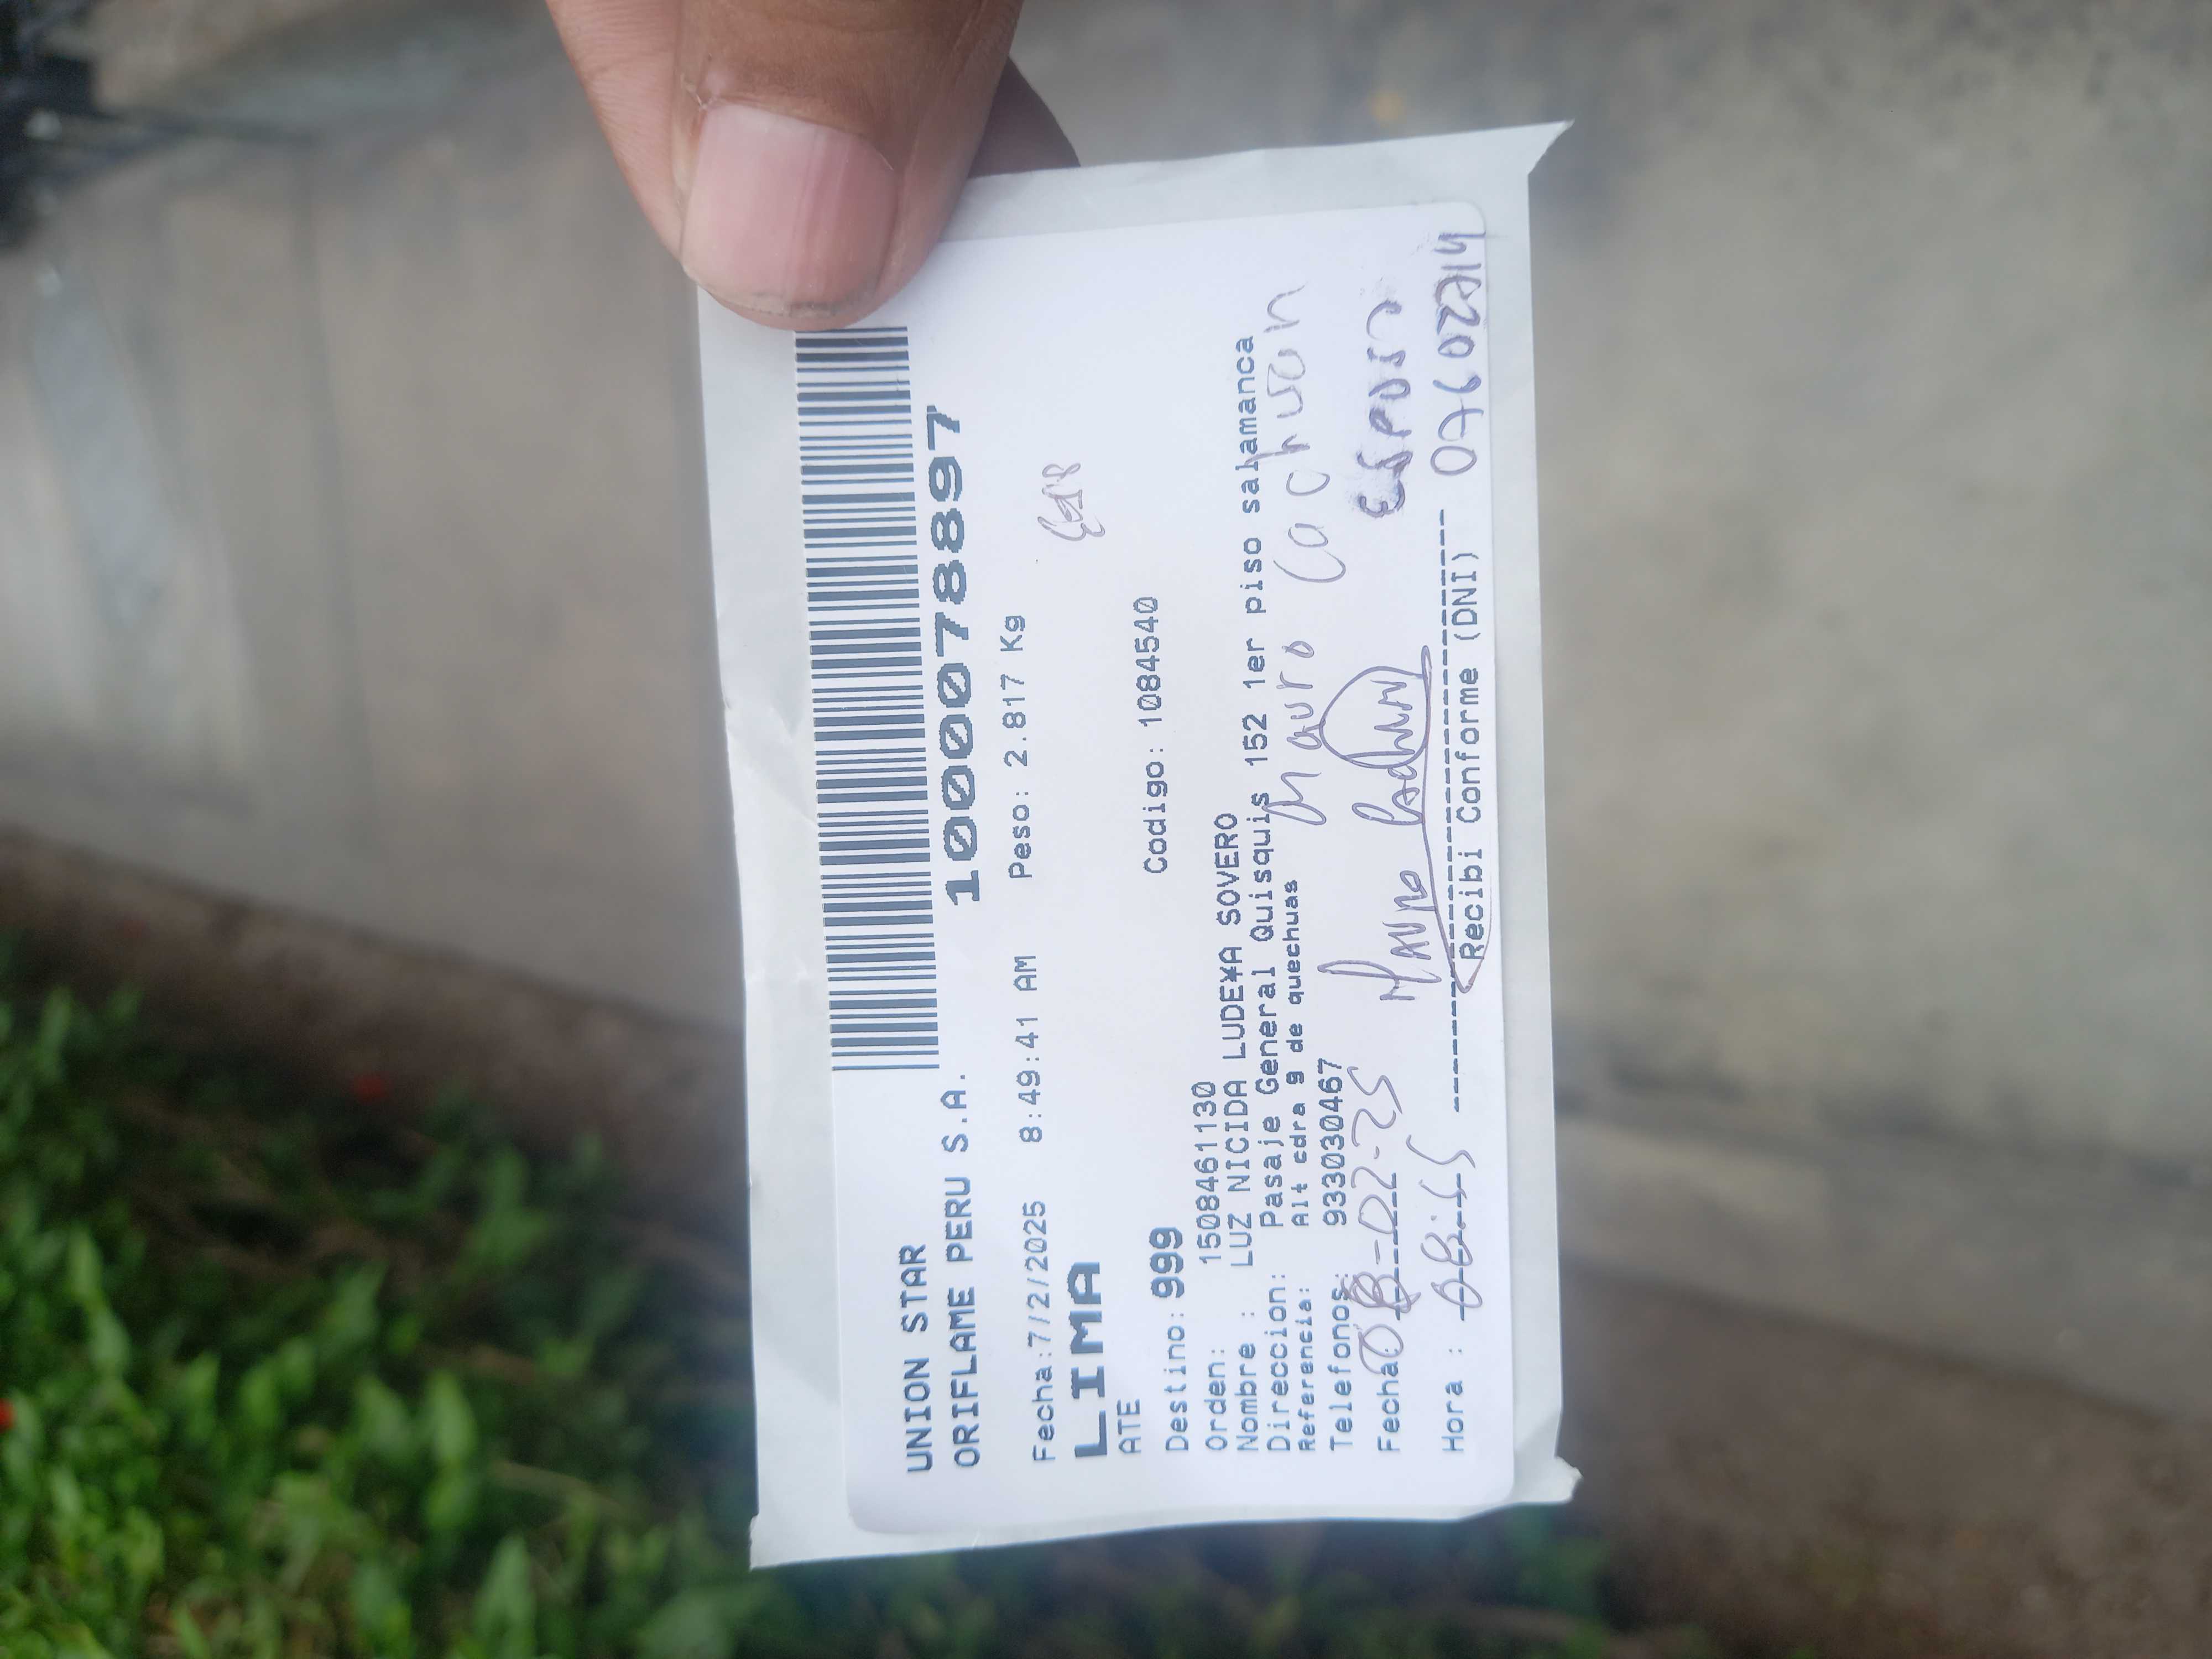 UNION STAR
ORIFLAME PERU S.A.
1000078897
Fecha:7/2/2025 8:49:41 AM Peso: 2.817 Kg
LIMA
ATE
Destino: 999 Codigo: 1084540
Orden: 1508461130
Nombre : LUZ NICIDA LUDE¥A SOVERO
Direccion: Pasaje General Quisquis 152 1er piso salamanca
Referencia: Alt cdra 9 de quechuas
Mauro Cachuan
Telefonos: 933030467
Fecha: 08-02-25
Esposo
Hora :
Recibi Conforme (DNI)